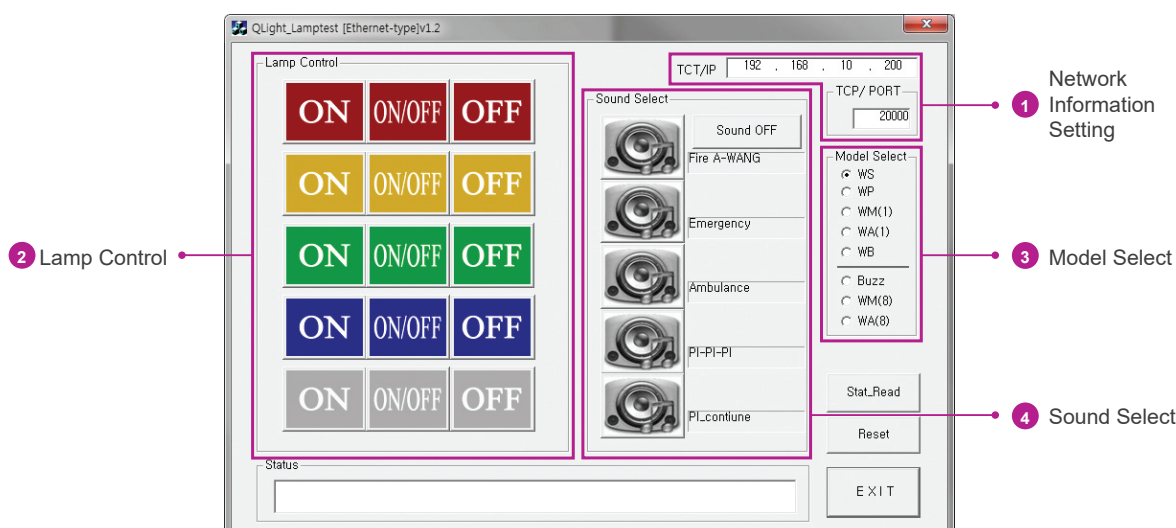 QLight_Lamptest [Ethernet-type]v1.2
Lamp Control
ON ON/OFF OFF
ON ON/OFF OFF
ON ON/OFF OFF
ON ON/OFF OFF
ON ON/OFF OFF
TCT/IP 192 . 168 . 10 . 200
TCP/ PORT
20000
Sound Select
Sound OFF
Fire A-WANG
Emergency
Ambulance
PI-PI-PI
PI_contiune
Model Select
WS
WP
WM(1)
WA(1)
WB
Buzz
WM(8)
WA(8)
Stat_Read
Reset
EXIT
Status
1 Network
Information
Setting
2 Lamp Control
3 Model Select
4 Sound Select